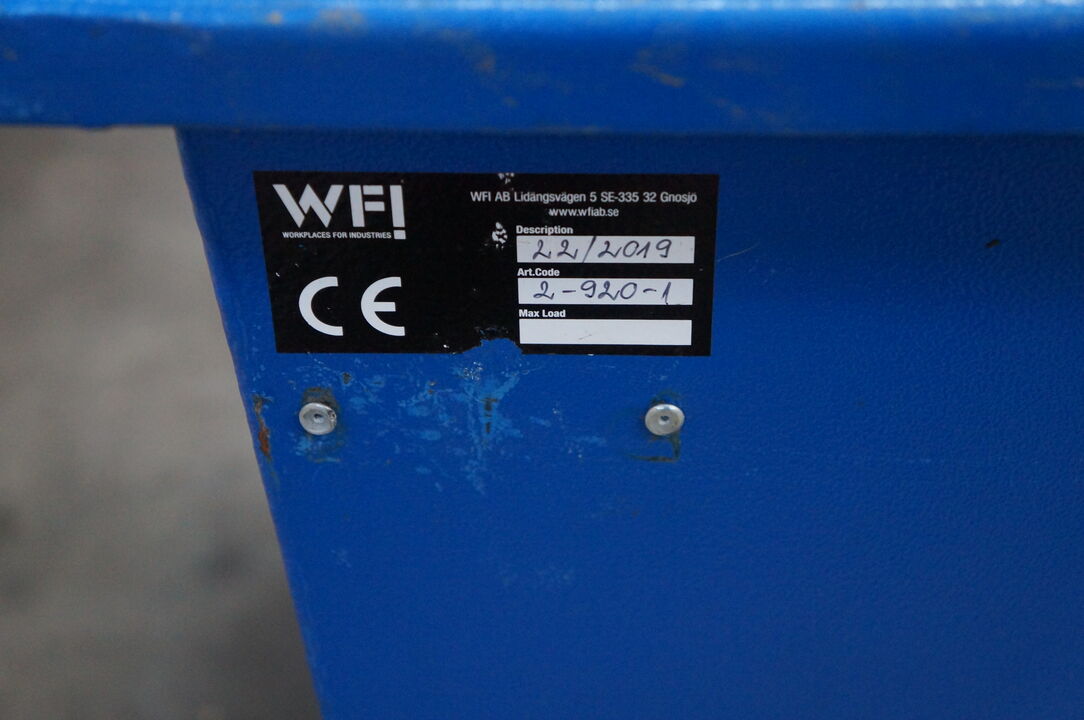 WFI
WORKPLACES FOR INDUSTRIES
WFI AB Lidängsvägen 5 SE-335 32 Gnosjö
www.wfiab.se
Description
22/2019
Art.Code
2-920-1
Max Load
CE